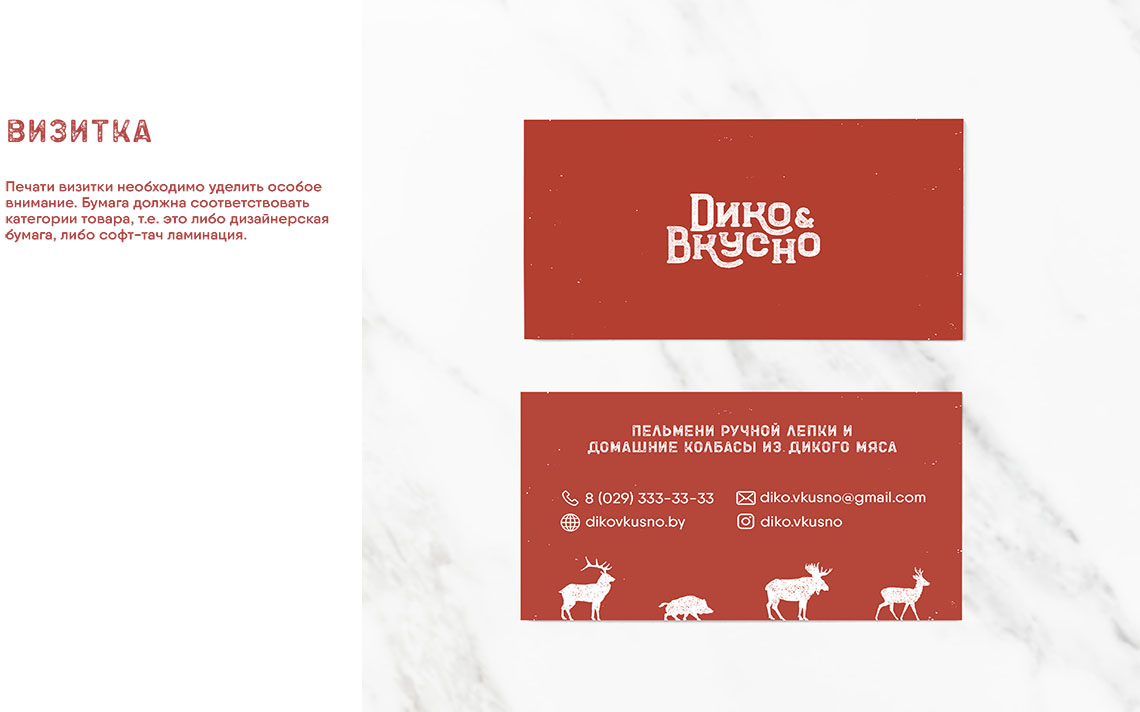 ВИЗИТКА
Печати визитки необходимо уделить особое
внимание. Бумага должна соответствовать
категории товара, т.е. это либо дизайнерская
бумага, либо софт-тач ламинация.
Дико&
Вкусно
ПЕЛЬМЕНИ РУЧНОЙ ЛЕПКИ И
ДОМАШНИЕ КОЛБАСЫ ИЗ ДИКОГО МЯСА
8 (029) 333-33-33
diko.vkusno@gmail.com
dikovkusno.by
diko.vkusno